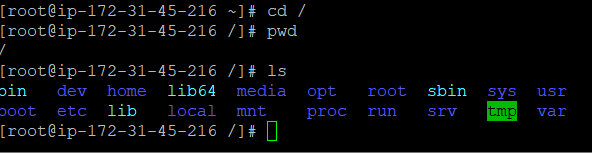 [root@ip-172-31-45-216 ~]# cd /
[root@ip-172-31-45-216 /]# pwd
/
[root@ip-172-31-45-216 /]# ls
bin dev home lib64 media opt root sbin sys usr
boot etc lib local mnt proc run srv tmp var
[root@ip-172-31-45-216 /]#